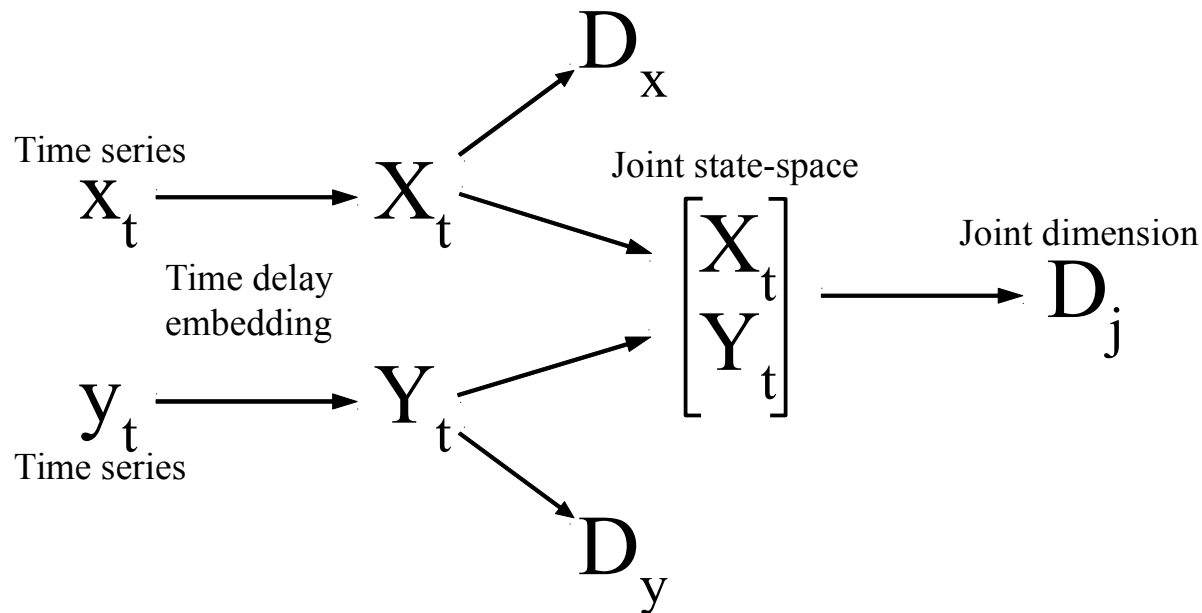 D_x
Time series
x_t
X_t
Joint state-space
X_t
Y_t
Joint dimension
D_j
Time delay
embedding
y_t
Time series
Y_t
D_y